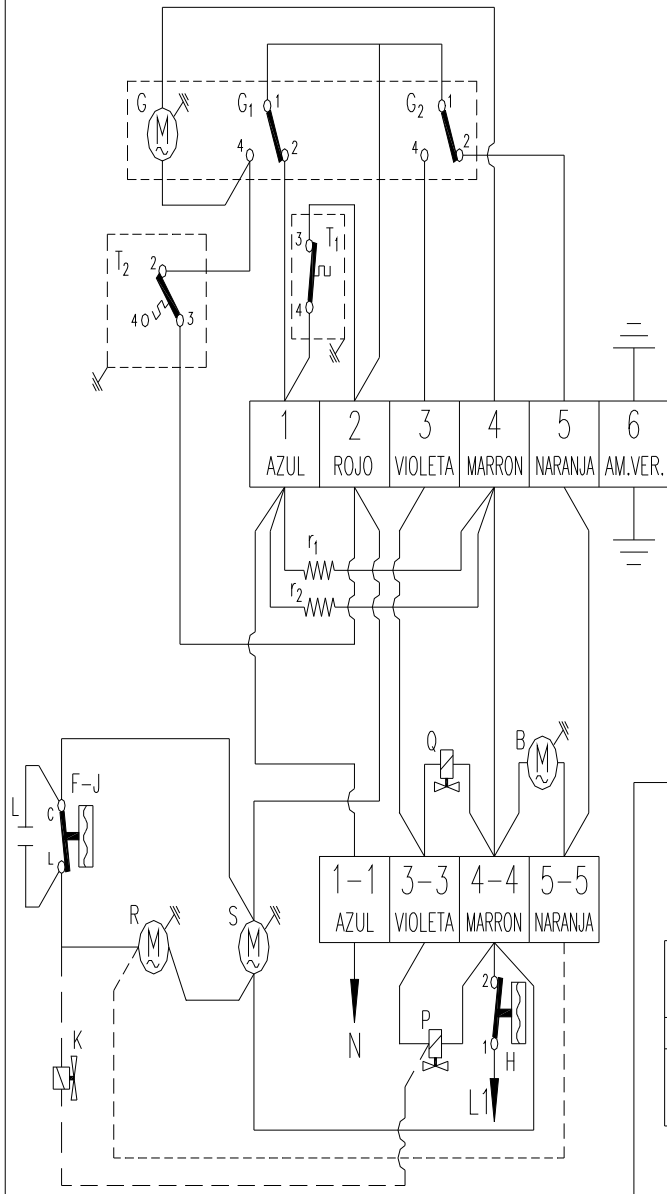 G
M
G1
1
4
2
G2
1
4
2
T2
2
4
3
3
T1
4
1
2
3
4
5
6
AZUL
ROJO
VIOLETA
MARRON
NARANJA
AM.VER.
r1
r2
Q
B
M
L
C
F-J
L
R
M
S
M
1-1
3-3
4-4
5-5
AZUL
VIOLETA
MARRON
NARANJA
K
N
P
2
1
H
L1